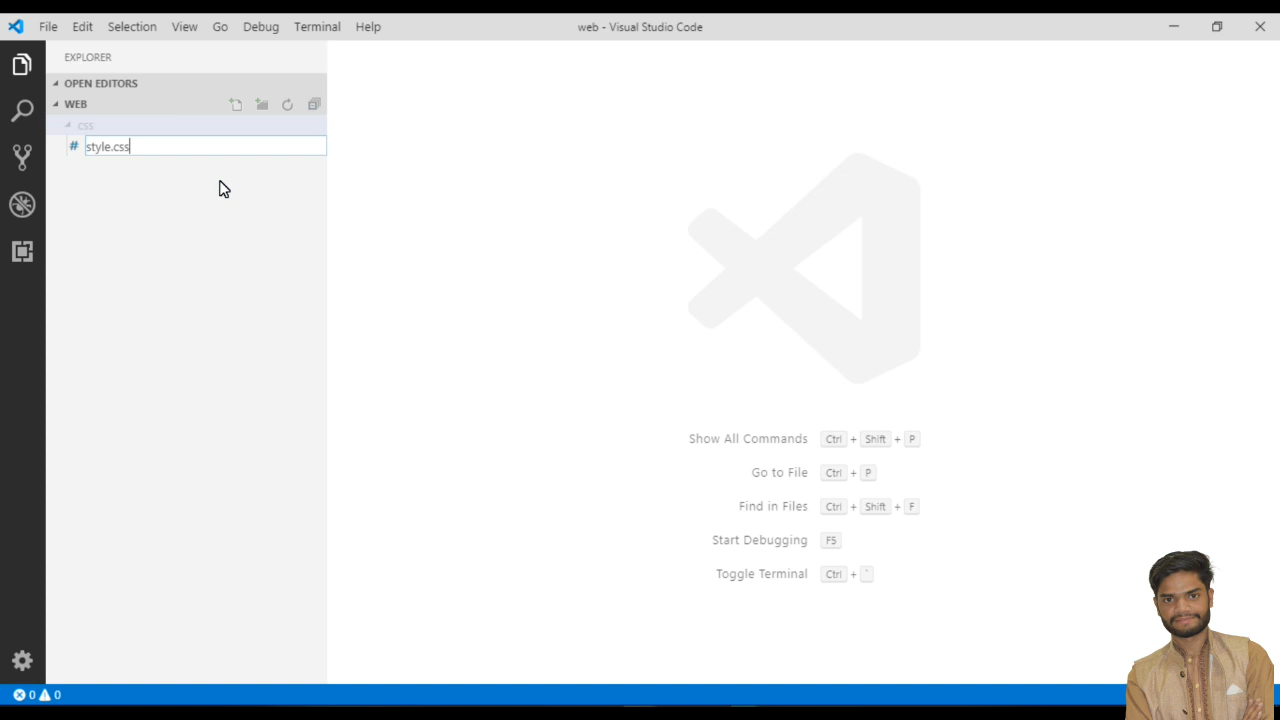 File Edit Selection View Go Debug Terminal Help
web - Visual Studio Code
EXPLORER
OPEN EDITORS
WEB
css
# style.css
Show All Commands Ctrl + Shift + P
Go to File Ctrl + P
Find in Files Ctrl + Shift + F
Start Debugging F5
Toggle Terminal Ctrl + `
0 0